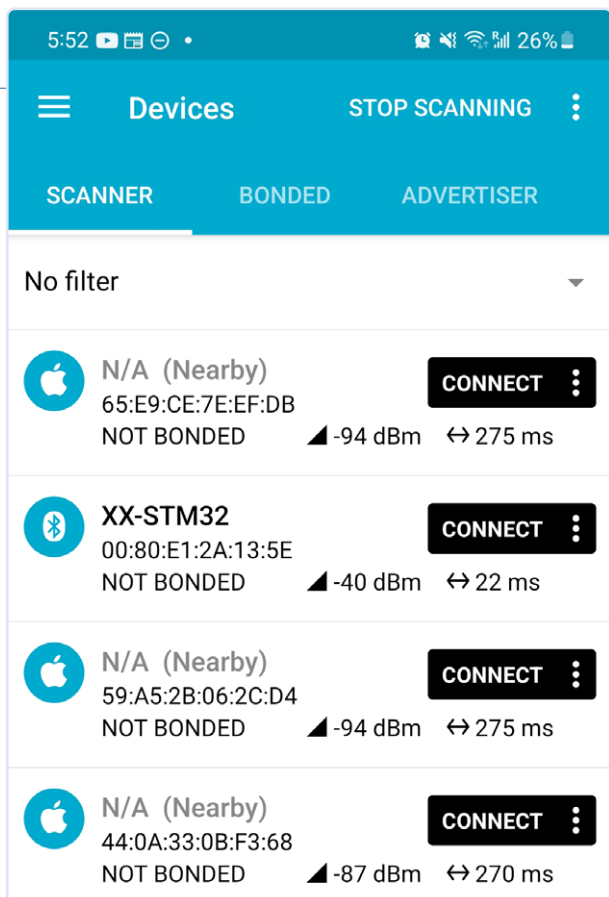 5:52 26%
Devices STOP SCANNING
SCANNER BONDED ADVERTISER
No filter
N/A (Nearby) CONNECT
65:E9:CE:7E:EF:DB
NOT BONDED -94 dBm 275 ms
XX-STM32 CONNECT
00:80:E1:2A:13:5E
NOT BONDED -40 dBm 22 ms
N/A (Nearby) CONNECT
59:A5:2B:06:2C:D4
NOT BONDED -94 dBm 275 ms
N/A (Nearby) CONNECT
44:0A:33:0B:F3:68
NOT BONDED -87 dBm 270 ms